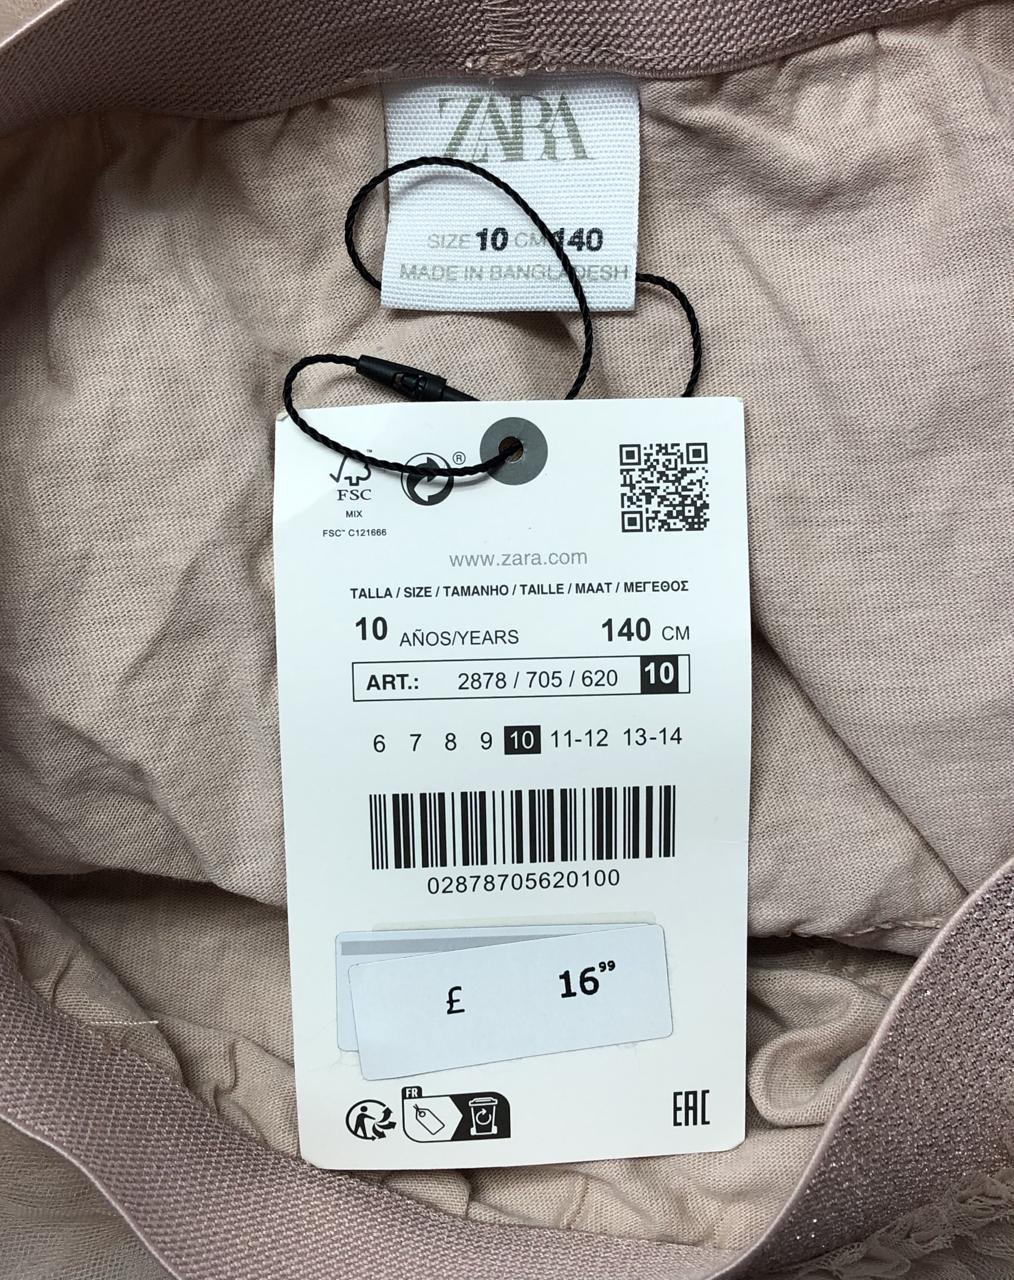 ZARA
SIZE 10 CM 140
MADE IN BANGLADESH
™
FSC
MIX
FSC™ C121666
®
www.zara.com
TALLA / SIZE / TAMANHO / TAILLE / MAAT / ΜΕΓΕΘΟΣ
10 AÑOS/YEARS 140 CM
ART.: 2878 / 705 / 620 10
6 7 8 9 10 11-12 13-14
02878705620100
£ 16⁹⁹
FR
EAC